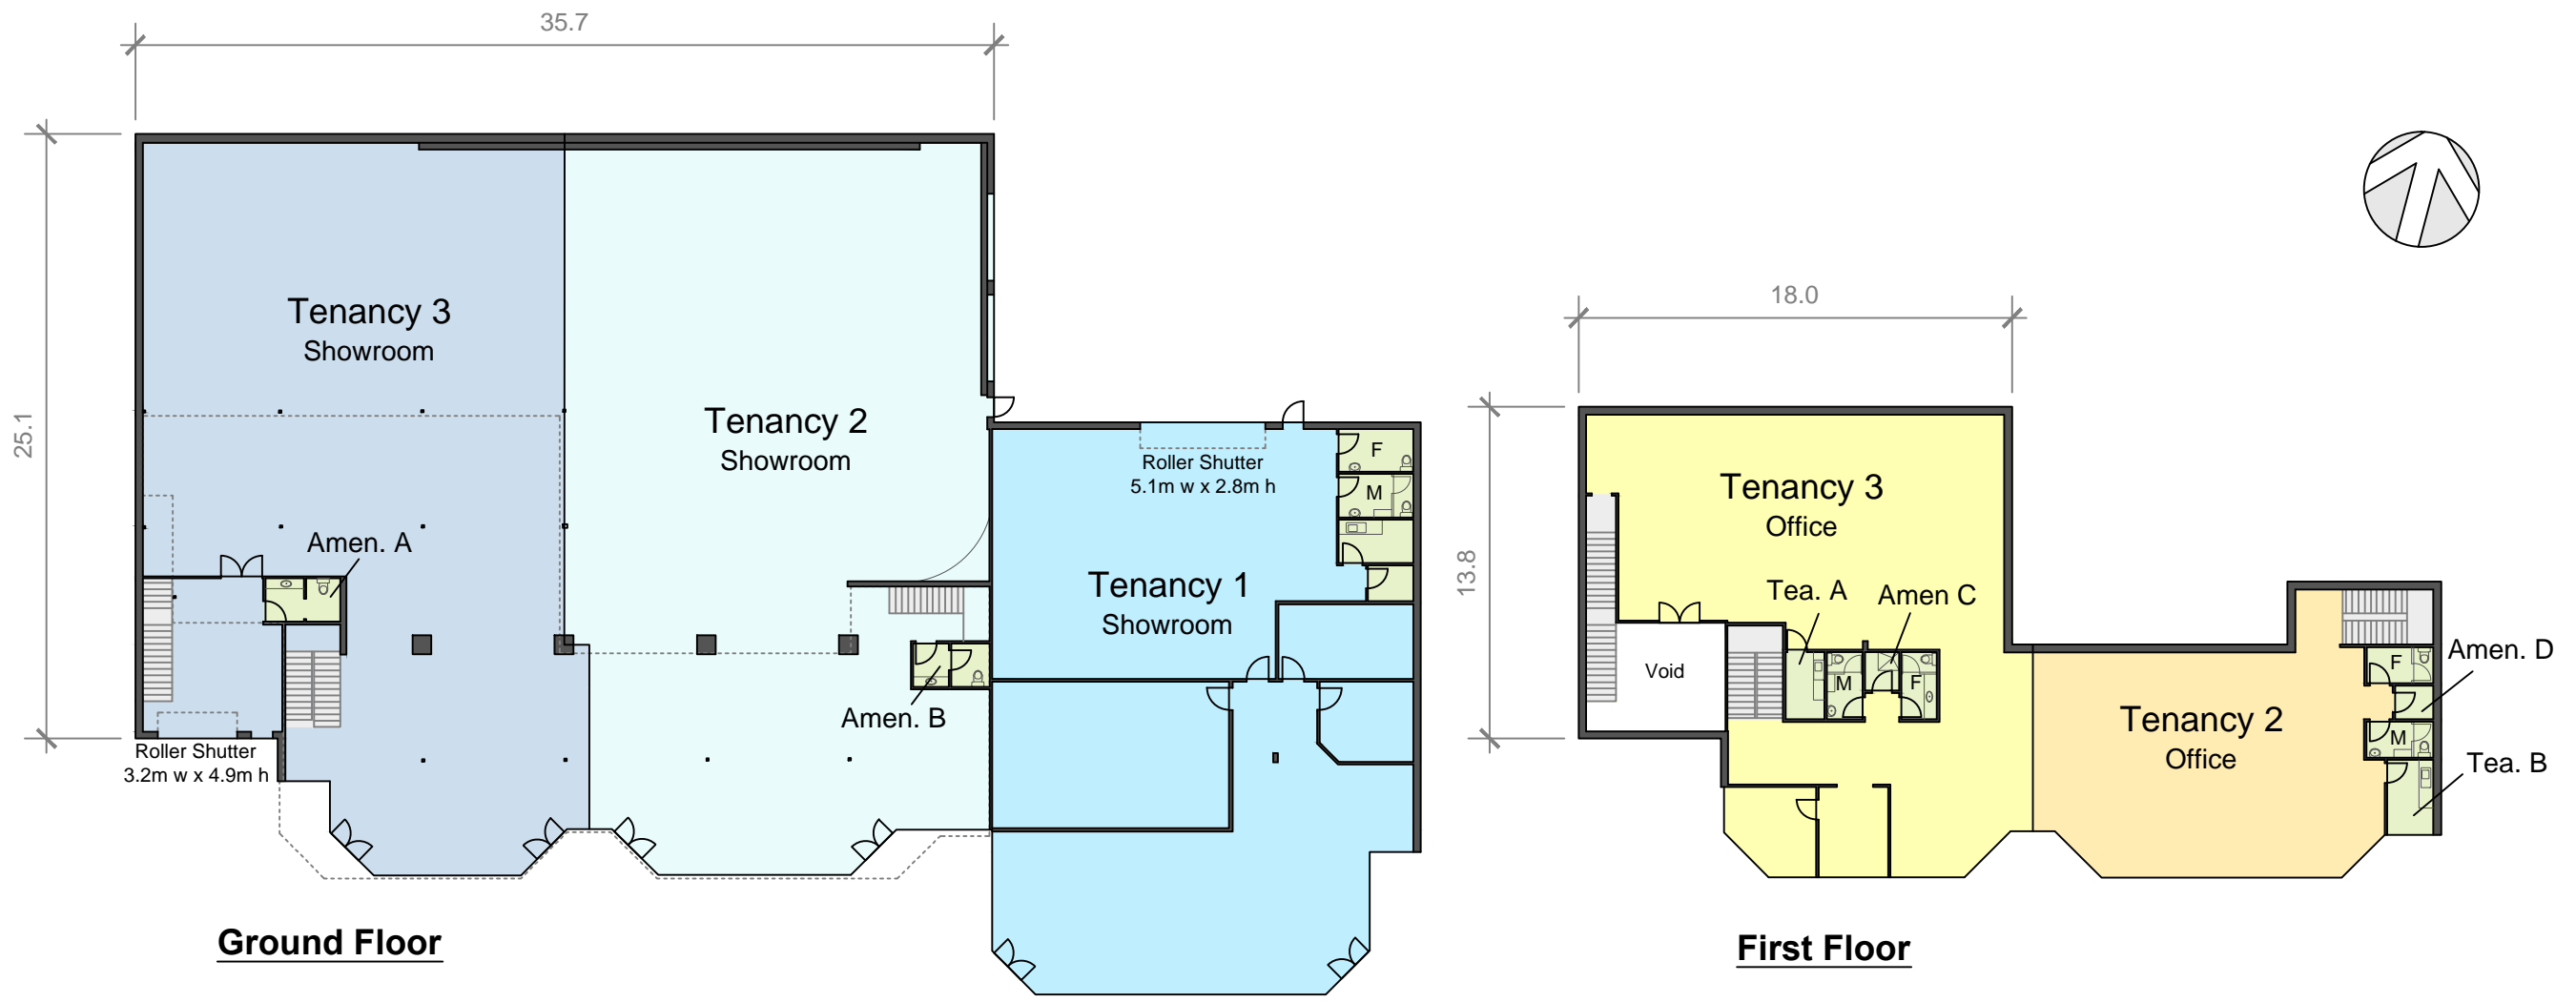 35.7
25.1
Tenancy 3
Showroom
Tenancy 2
Showroom
Amen. A
Roller Shutter
5.1m w x 2.8m h
F
M
Tenancy 1
Showroom
Amen. B
Roller Shutter
3.2m w x 4.9m h
Ground Floor
18.0
13.8
Tenancy 3
Office
Tea. A
Amen C
Void
M
F
Tenancy 2
Office
F
Amen. D
M
Tea. B
First Floor